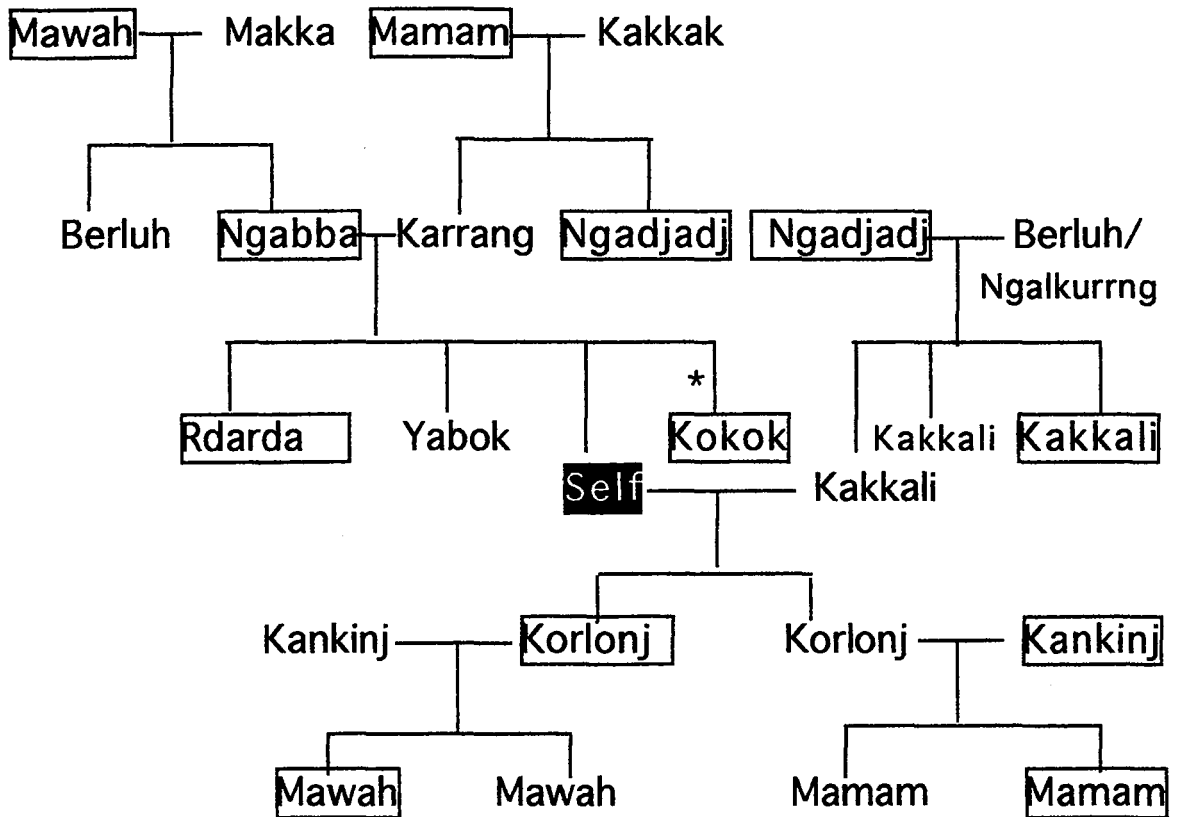 Mawah Makka Mamam Kakkak
Berluh Ngabba Karrang Ngadjadj Ngadjadj Berluh/
Ngalkurrng
*
Rdarda Yabok Kokok Kakkali Kakkali
Self Kakkali
Kankinj Korlonj Korlonj Kankinj
Mawah Mawah Mamam Mamam